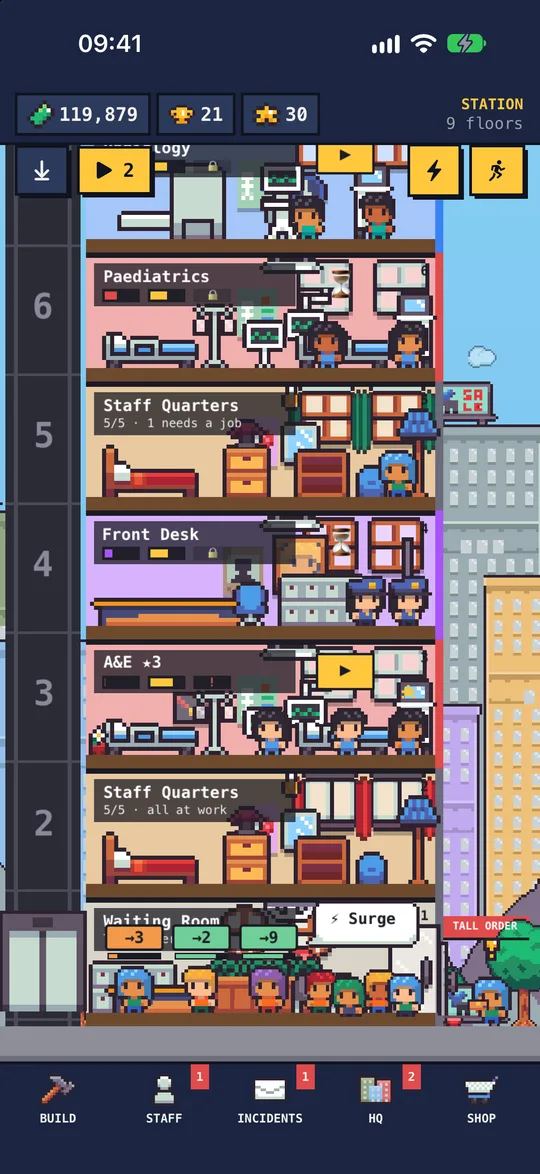 09:41
119,879
21
30
STATION
9 floors
2
Paediatrics
6
Staff Quarters
5/5 · 1 needs a job
5
SA
LE
Front Desk
4
A&E ★3
3
Staff Quarters
5/5 · all at work
2
Waiting Room
⚡ Surge
→3
→2
→9
TALL ORDER
1
1
2
BUILD
STAFF
INCIDENTS
HQ
SHOP